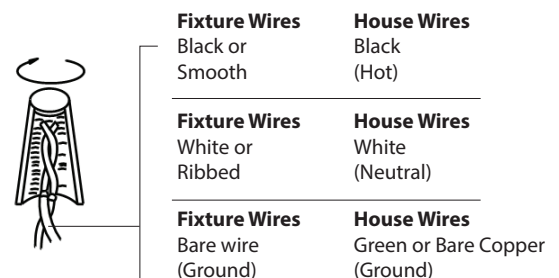 Fixture Wires House Wires
Black or Black
Smooth (Hot)
Fixture Wires House Wires
White or White
Ribbed (Neutral)
Fixture Wires House Wires
Bare wire Green or Bare Copper
(Ground) (Ground)